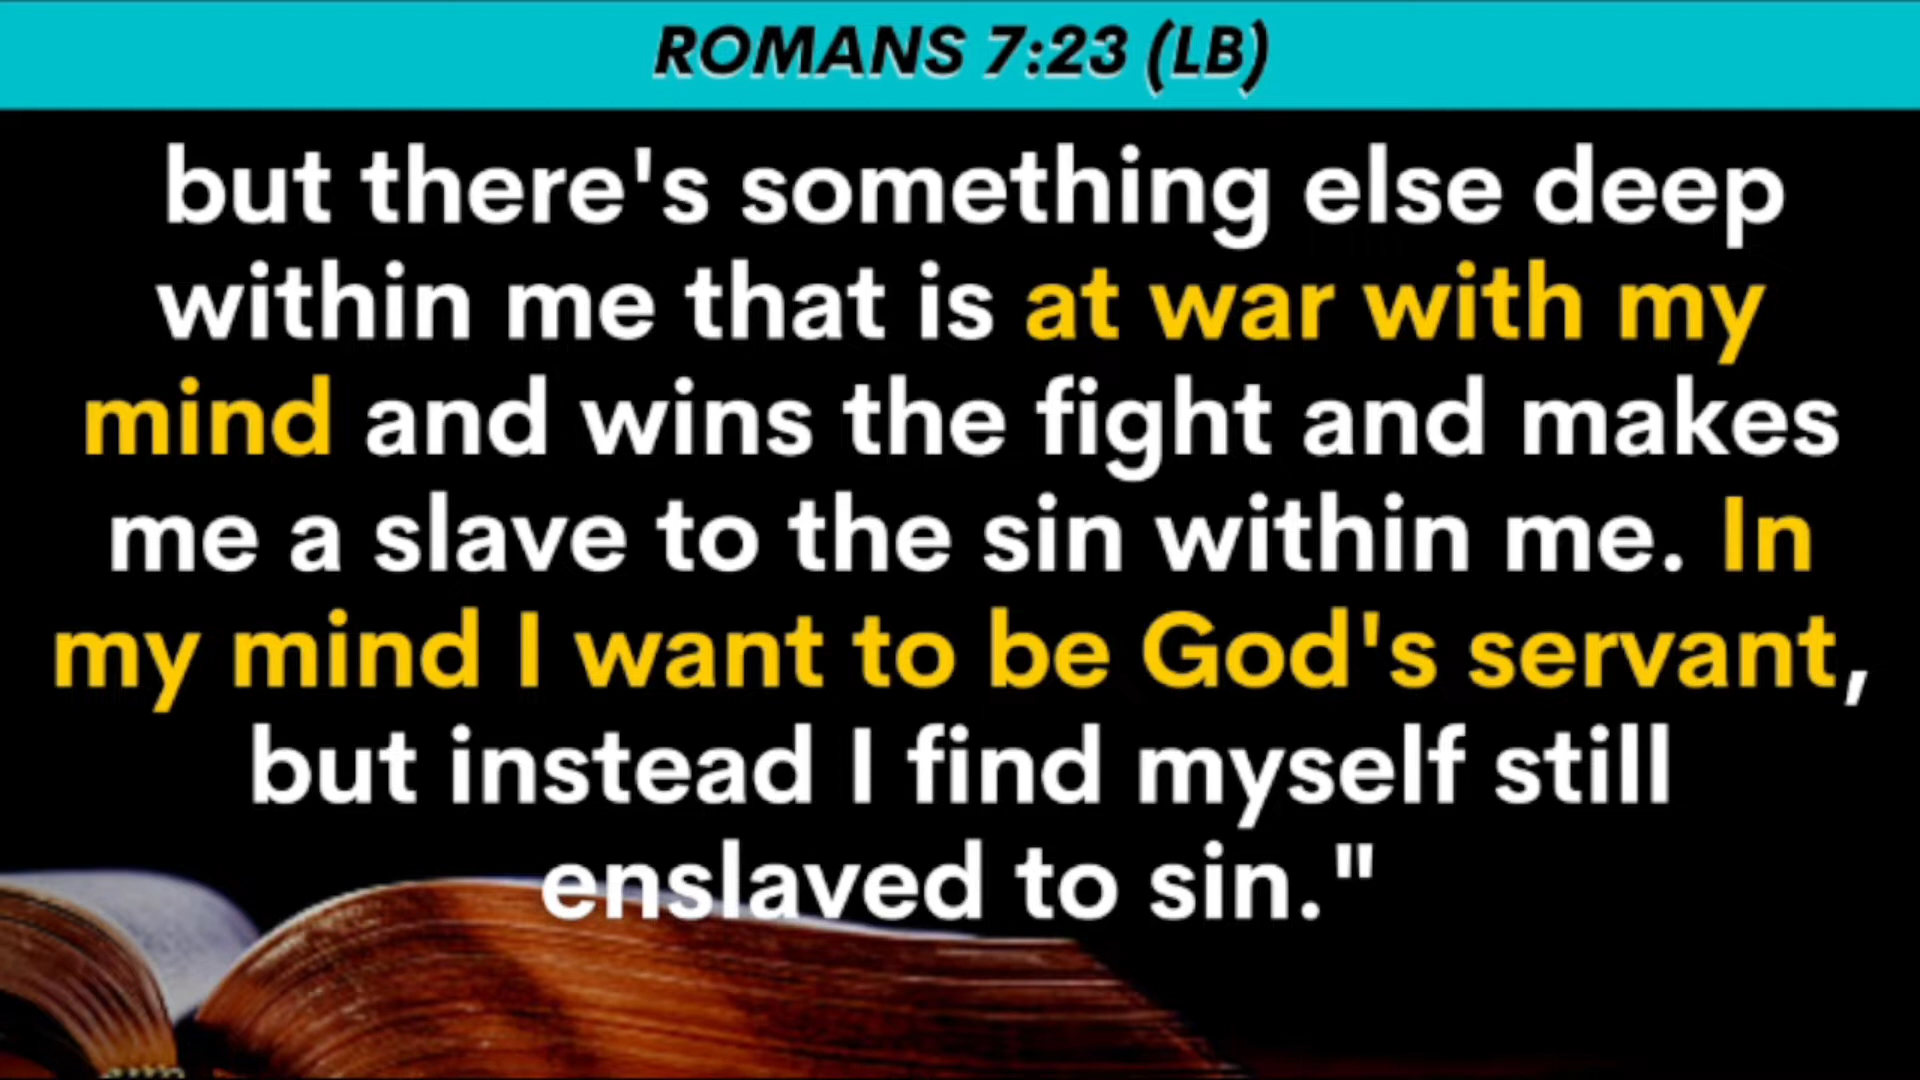 ROMANS 7:23 (LB)
but there's something else deep
within me that is at war with my
mind and wins the fight and makes
me a slave to the sin within me. In
my mind I want to be God's servant,
but instead I find myself still
enslaved to sin."